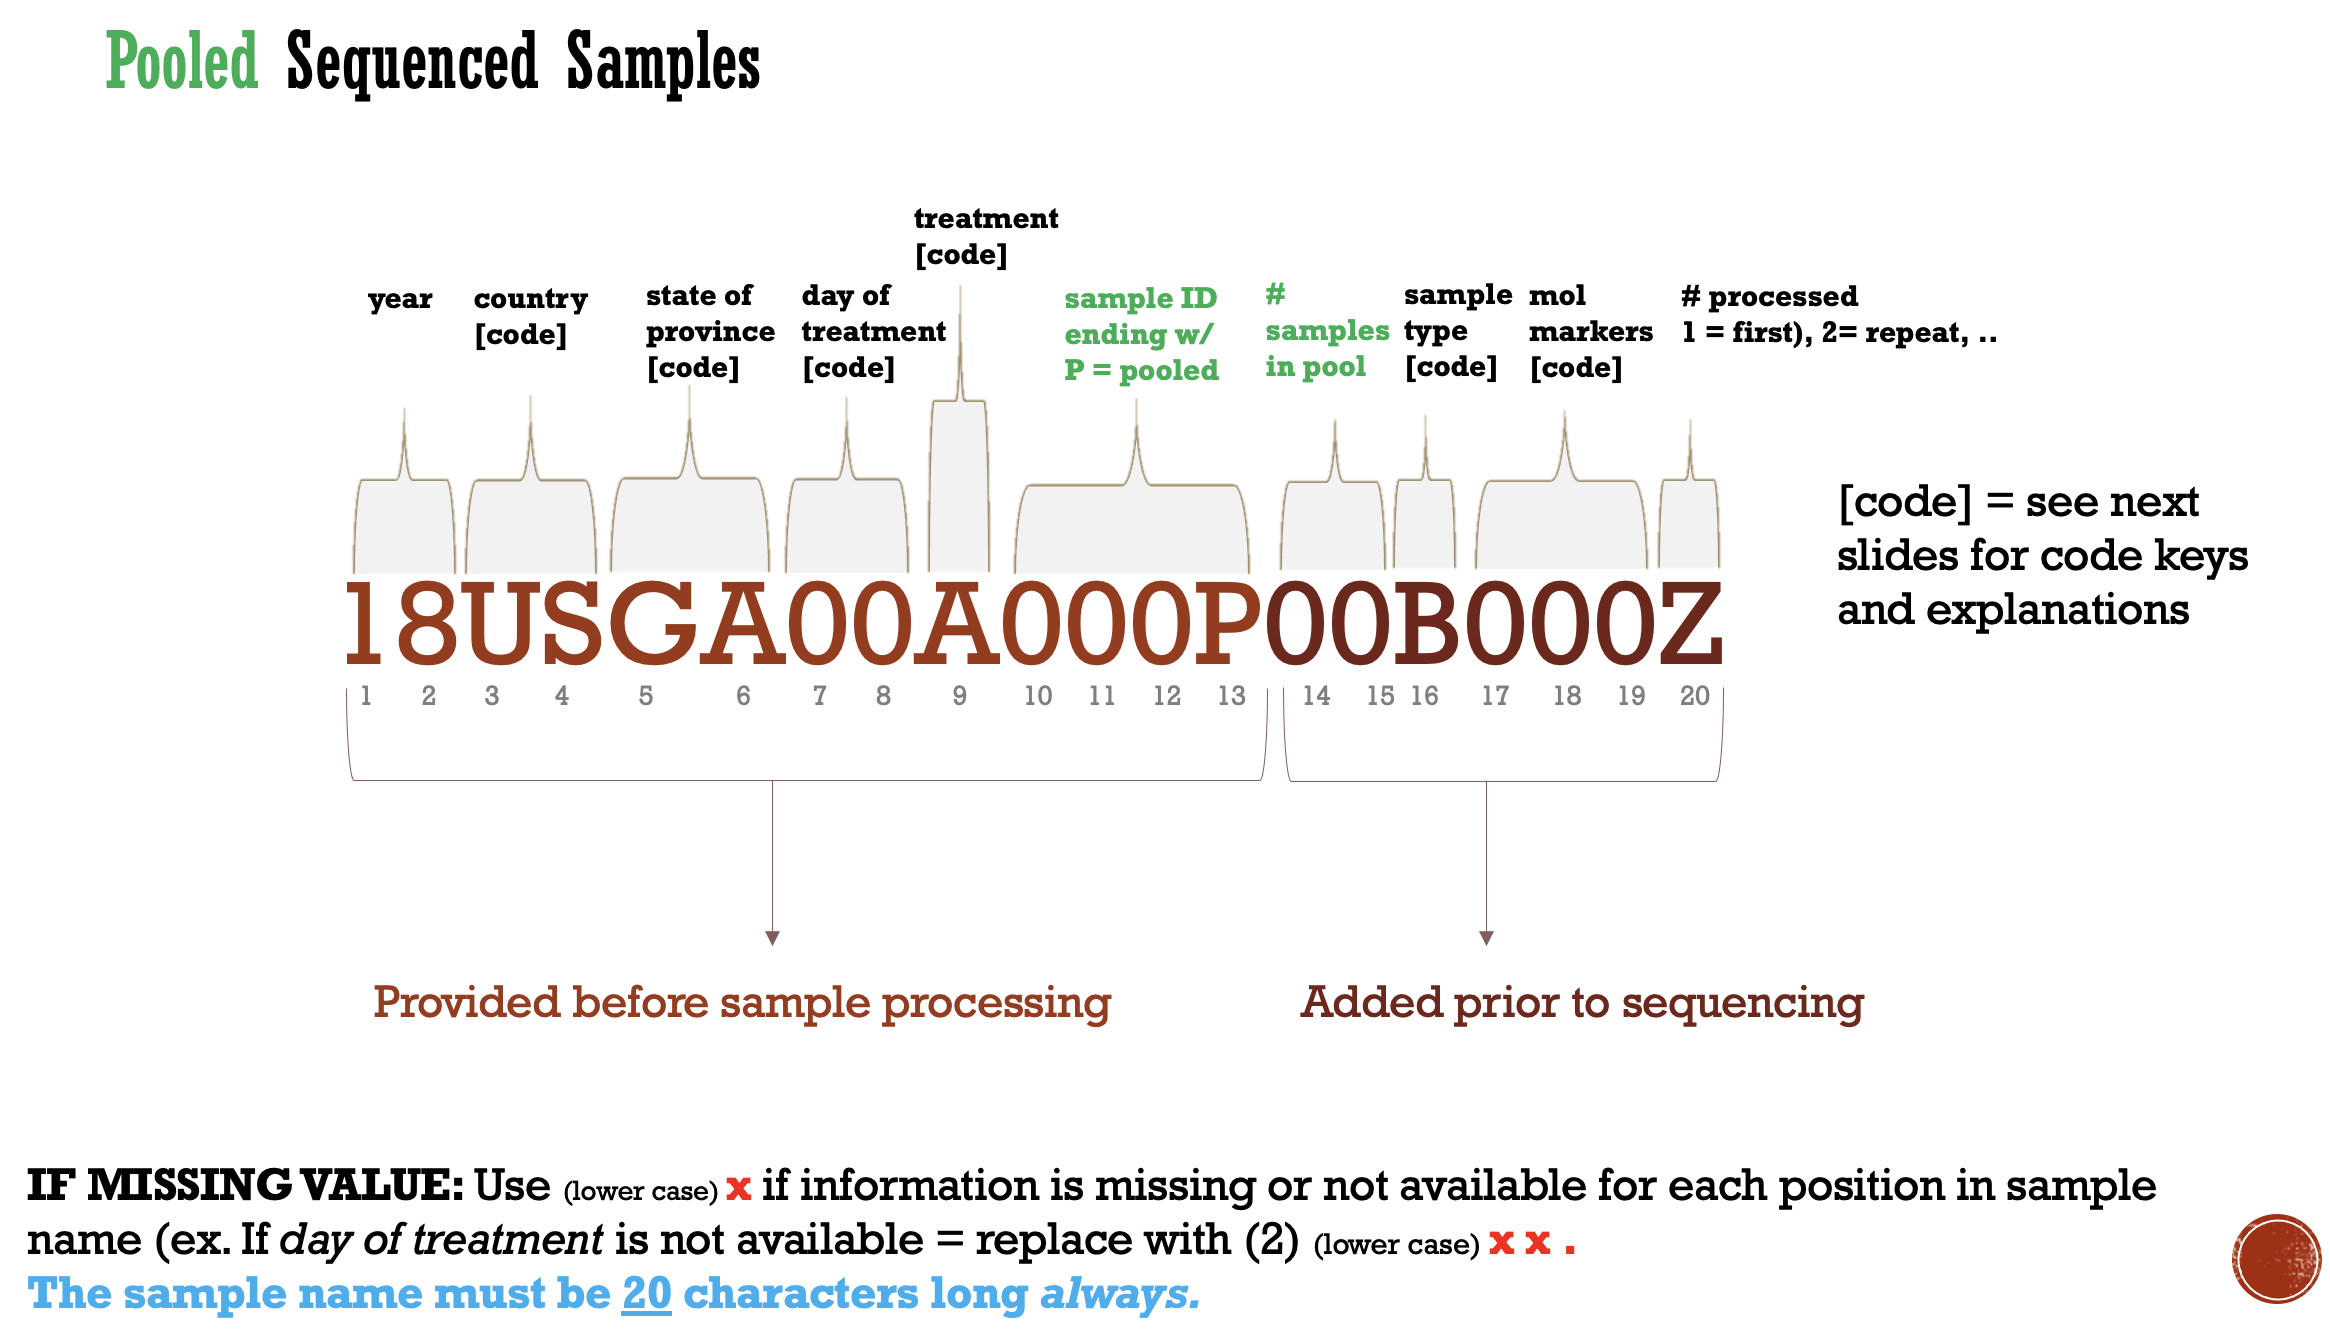 Pooled Sequenced Samples
treatment
[code]
year
country
[code]
state of
province
[code]
day of
treatment
[code]
sample ID
ending w/
P = pooled
#
samples
in pool
sample
type
[code]
mol
markers
[code]
# processed
1 = first), 2= repeat, ..
18USGA00A000P00B000Z
1 2 3 4 5 6 7 8 9 10 11 12 13 14 15 16 17 18 19 20
[code] = see next
slides for code keys
and explanations
Provided before sample processing
Added prior to sequencing
IF MISSING VALUE: Use (lower case) x if information is missing or not available for each position in sample
name (ex. If day of treatment is not available = replace with (2) (lower case) x x .
The sample name must be 20 characters long always.